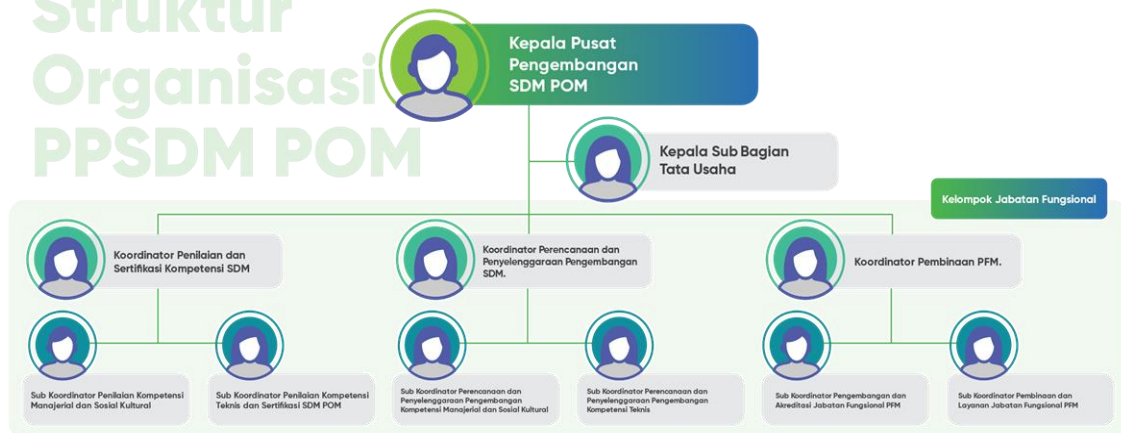 Struktur
Organisasi
PPSDM POM
Kepala Pusat
Pengembangan
SDM POM
Kepala Sub Bagian
Tata Usaha
Kelompok Jabatan Fungsional
Koordinator Penilaian dan
Sertifikasi Kompetensi SDM
Koordinator Perencanaan dan
Penyelenggaraan Pengembangan
SDM.
Koordinator Pembinaan PFM.
Sub Koordinator Penilaian Kompetensi
Manajerial dan Sosial Kultural
Sub Koordinator Penilaian Kompetensi
Teknis dan Sertifikasi SDM POM
Sub Koordinator Perencanaan dan
Penyelenggaraan Pengembangan
Kompetensi Manajerial dan Sosial Kultural
Sub Koordinator Perencanaan dan
Penyelenggaraan Pengembangan
Kompetensi Teknis
Sub Koordinator Pengembangan dan
Akreditasi Jabatan Fungsional PFM
Sub Koordinator Pembinaan dan
Layanan Jabatan Fungsional PFM